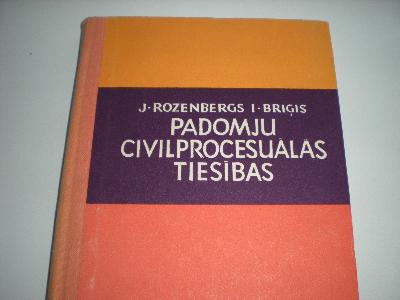 J·ROZENBERGS I·BRIĢIS
PADOMJU
CIVILPROCESUĀLĀS
TIESĪBAS